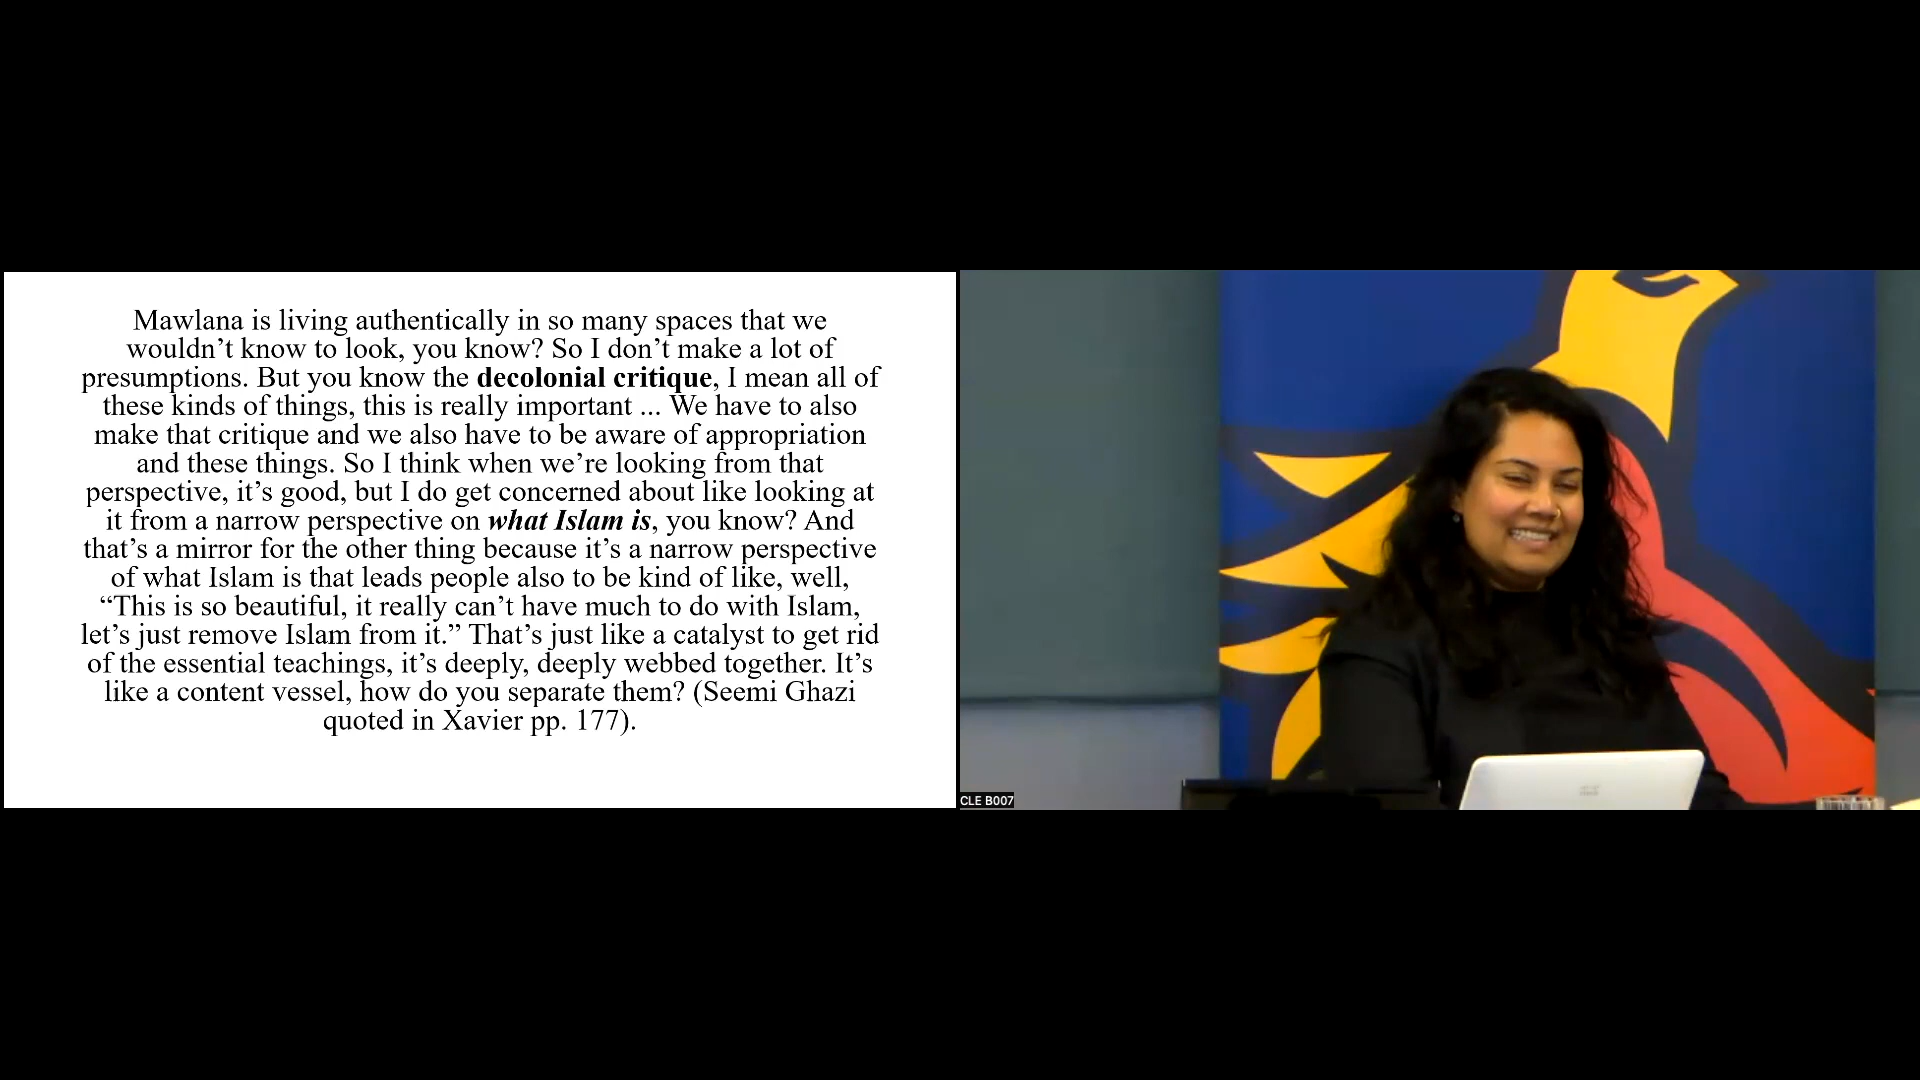 Mawlana is living authentically in so many spaces that we
wouldn’t know to look, you know? So I don’t make a lot of
presumptions. But you know the decolonial critique, I mean all of
these kinds of things, this is really important ... We have to also
make that critique and we also have to be aware of appropriation
and these things. So I think when we’re looking from that
perspective, it’s good, but I do get concerned about like looking at
it from a narrow perspective on what Islam is, you know? And
that’s a mirror for the other thing because it’s a narrow perspective
of what Islam is that leads people also to be kind of like, well,
“This is so beautiful, it really can’t have much to do with Islam,
let’s just remove Islam from it.” That’s just like a catalyst to get rid
of the essential teachings, it’s deeply, deeply webbed together. It’s
like a content vessel, how do you separate them? (Seemi Ghazi
quoted in Xavier pp. 177).
CLE B007